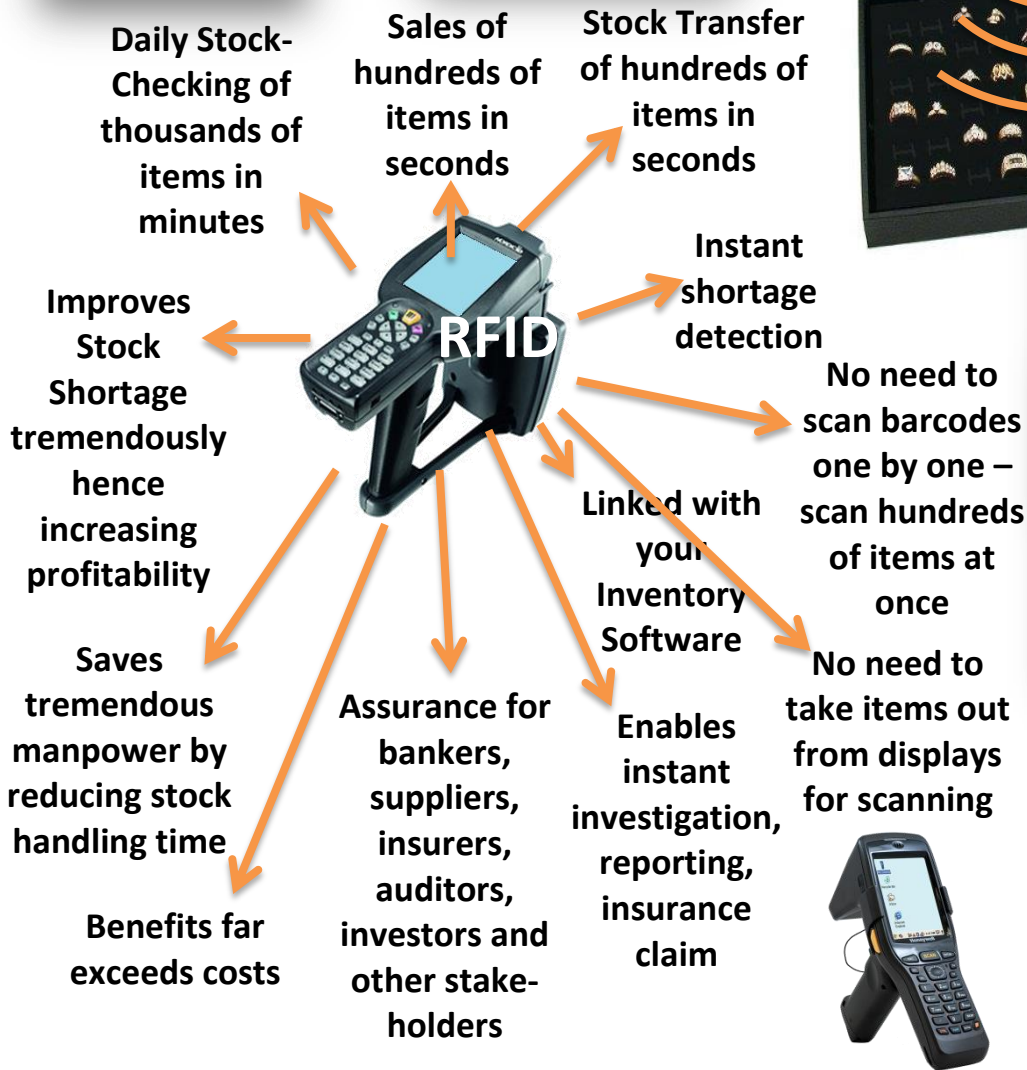 Daily Stock-
Checking of
thousands of
items in
minutes
Sales of
hundreds of
items in
seconds
Stock Transfer
of hundreds of
items in
seconds
Instant
shortage
detection
RFID
Improves
Stock
Shortage
tremendously
hence
increasing
profitability
No need to
scan barcodes
one by one –
scan hundreds
of items at
once
Linked with
your
Inventory
Software
Saves
tremendous
manpower by
reducing stock
handling time
No need to
take items out
from displays
for scanning
Assurance for
bankers,
suppliers,
insurers,
auditors,
investors and
other stake-
holders
Enables
instant
investigation,
reporting,
insurance
claim
Benefits far
exceeds costs
Honeywell
SCAN